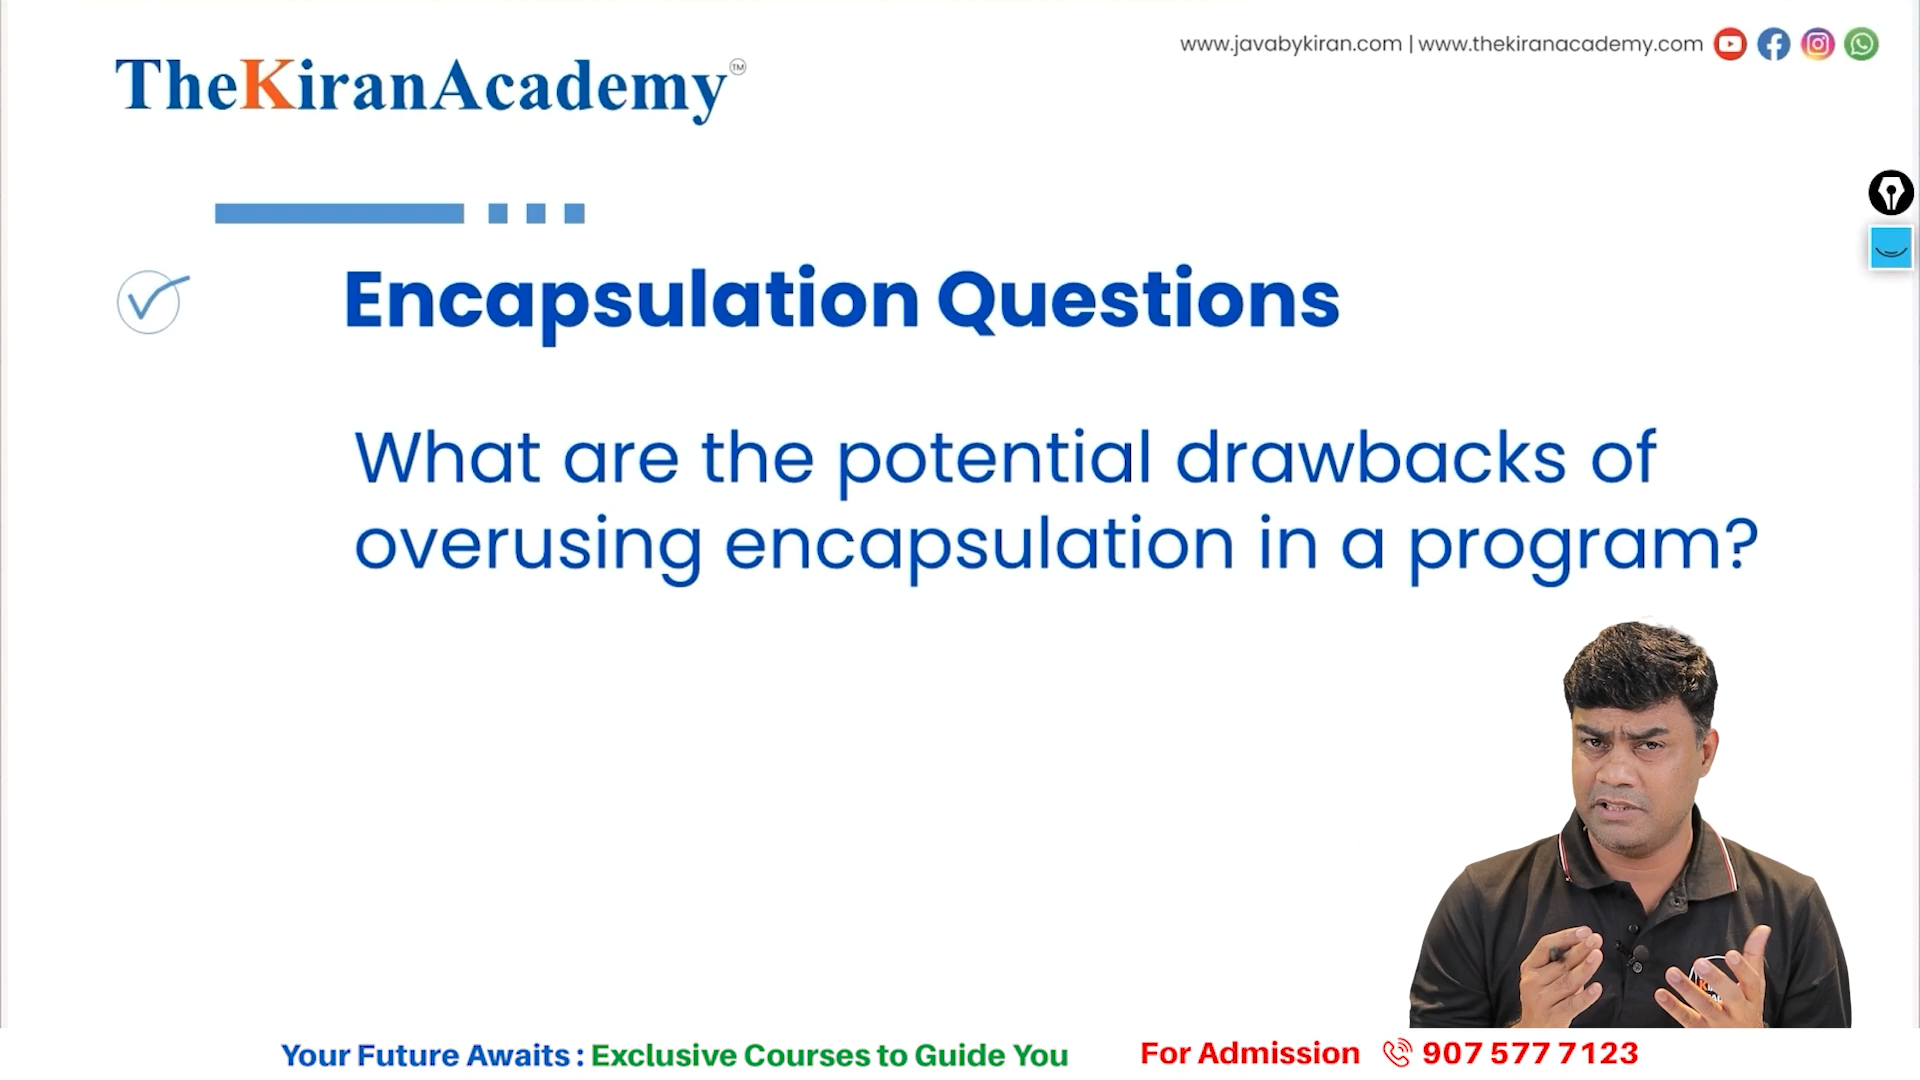 TheKiranAcademy™
www.javabykiran.com | www.thekiranacademy.com
Encapsulation Questions
What are the potential drawbacks of
overusing encapsulation in a program?
Your Future Awaits : Exclusive Courses to Guide You
For Admission 907 577 7123